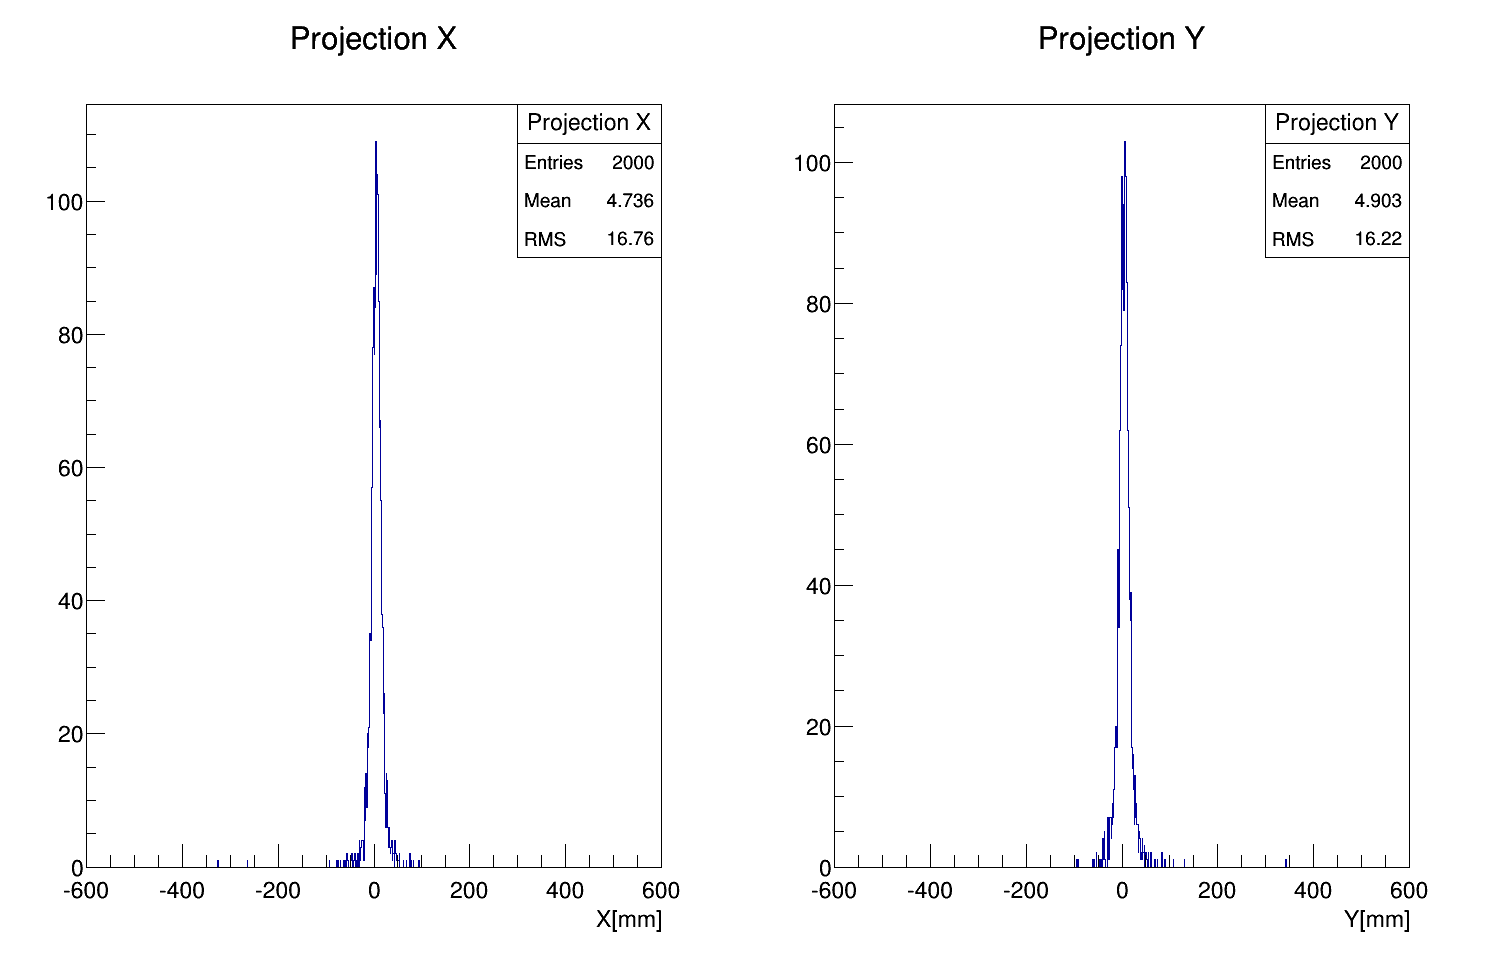 Projection X
Projection X
Entries 2000
Mean 4.736
RMS 16.76
100
80
60
40
20
0
-600 -400 -200 0 200 400 600
X[mm]
Projection Y
Projection Y
Entries 2000
Mean 4.903
RMS 16.22
100
80
60
40
20
0
-600 -400 -200 0 200 400 600
Y[mm]